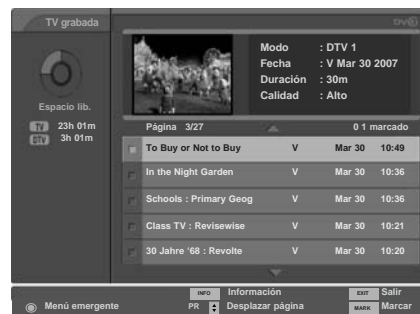 TV grabada
DVR
Modo : DTV 1
Fecha : V Mar 30 2007
Duración : 30m
Calidad : Alto
Espacio lib.
TV 23h 01m
DTV 3h 01m
Página 3/27 0 1 marcado
To Buy or Not to Buy V Mar 30 10:49
In the Night Garden V Mar 30 10:36
Schools : Primary Geog V Mar 30 10:36
Class TV : Revisewise V Mar 30 10:21
30 Jahre '68 : Revolte V Mar 30 10:20
INFO Información EXIT Salir
Menú emergente PR Desplazar página MARK Marcar